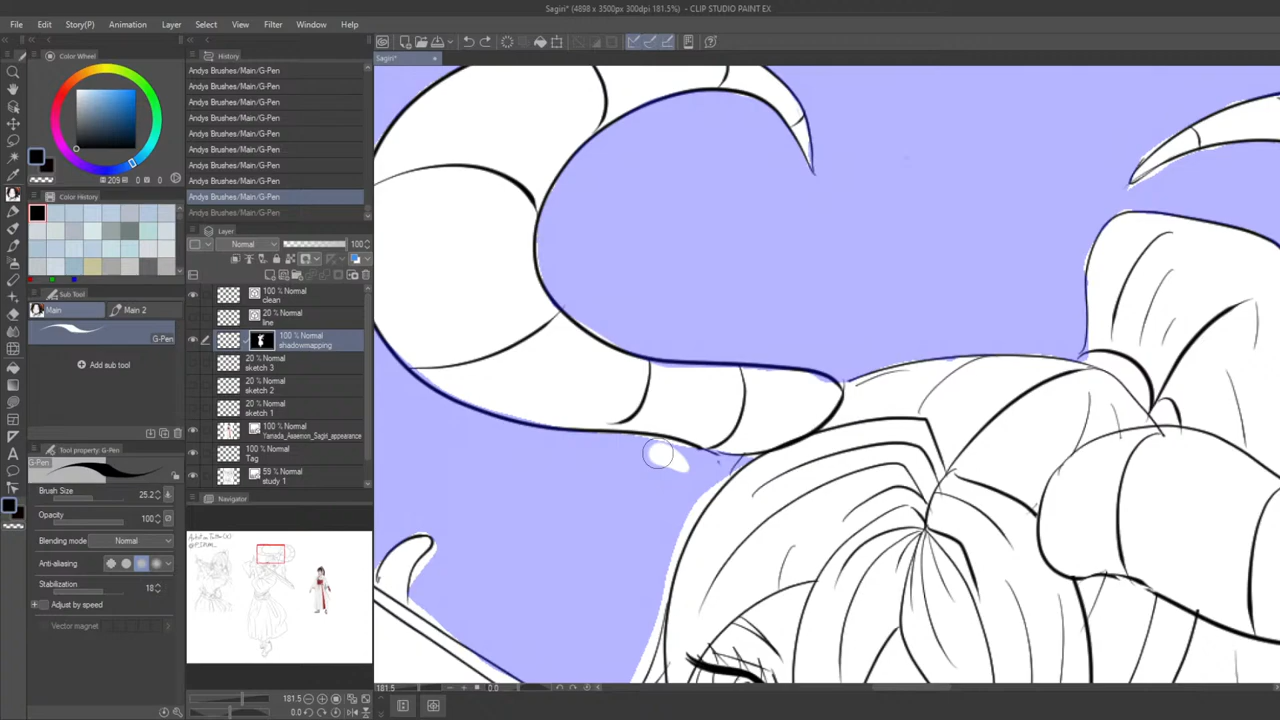 Sagiri* (4898 x 3500px 300dpi 181.5%) - CLIP STUDIO PAINT EX
File Edit Story(P) Animation Layer Select View Filter Window Help
Color Wheel
209 0 0
Color History
Sub Tool
Main Main 2
G-Pen
Add sub tool
Tool property: G-Pen
G-Pen
Brush Size 25.2
Opacity 100
Blending mode Normal
Anti-aliasing
Stabilization 18
Adjust by speed
Vector magnet
History
Andys Brushes/Main/G-Pen
Andys Brushes/Main/G-Pen
Andys Brushes/Main/G-Pen
Andys Brushes/Main/G-Pen
Andys Brushes/Main/G-Pen
Andys Brushes/Main/G-Pen
Andys Brushes/Main/G-Pen
Andys Brushes/Main/G-Pen
Andys Brushes/Main/G-Pen
Andys Brushes/Main/G-Pen
Layer
Normal 100
100 % Normal
clean
20 % Normal
line
100 % Normal
shadowmapping
20 % Normal
sketch 3
20 % Normal
sketch 2
20 % Normal
sketch 1
100 % Normal
Yamada_Asaemon_Sagiri_appearance
100 % Normal
Tag
59 % Normal
study 1
Navigator
181.5
0.0
Sagiri*
181.5 0.0